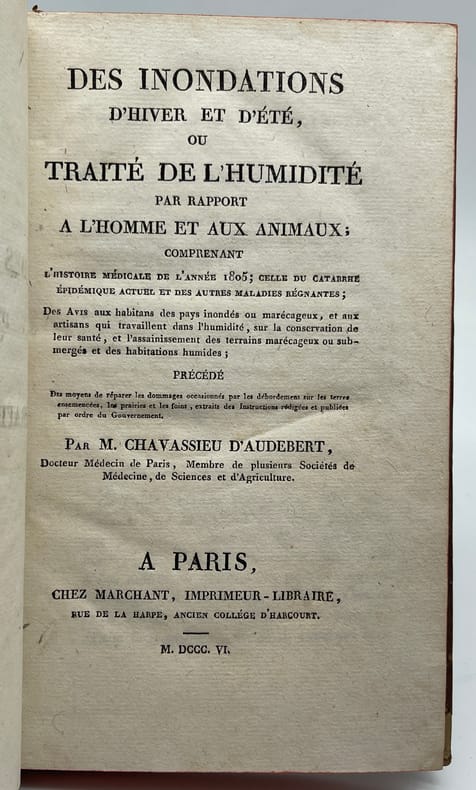 DES INONDATIONS
D'HIVER ET D'ÉTÉ,
OU
TRAITÉ DE L'HUMIDITÉ
PAR RAPPORT
A L'HOMME ET AUX ANIMAUX;
COMPRENANT
L'HISTOIRE MÉDICALE DE L'ANNÉE 1805; CELLE DU CATARRHE
ÉPIDÉMIQUE ACTUEL ET DES AUTRES MALADIES RÉGNANTES;
Des Avis aux habitans des pays inondés ou marécageux, et aux
artisans qui travaillent dans l'humidité, sur la conservation de
leur santé, et l'assainissement des terrains marécageux ou sub-
mergés et des habitations humides;
PRÉCÉDÉ
Des moyens de réparer les dommages occasionnés par les débordemens sur les terres
ensemencées, les prairies et les foins, extraits des Instructions rédigées et publiées
par ordre du Gouvernement.
PAR M. CHAVASSIEU D'AUDEBERT,
Docteur Médecin de Paris, Membre de plusieurs Sociétés de
Médecine, de Sciences et d'Agriculture.
A PARIS,
CHEZ MARCHANT, IMPRIMEUR-LIBRAIRE,
RUE DE LA HARPE, ANCIEN COLLÉGE D'HARCOURT.
M. DCCC. VI.